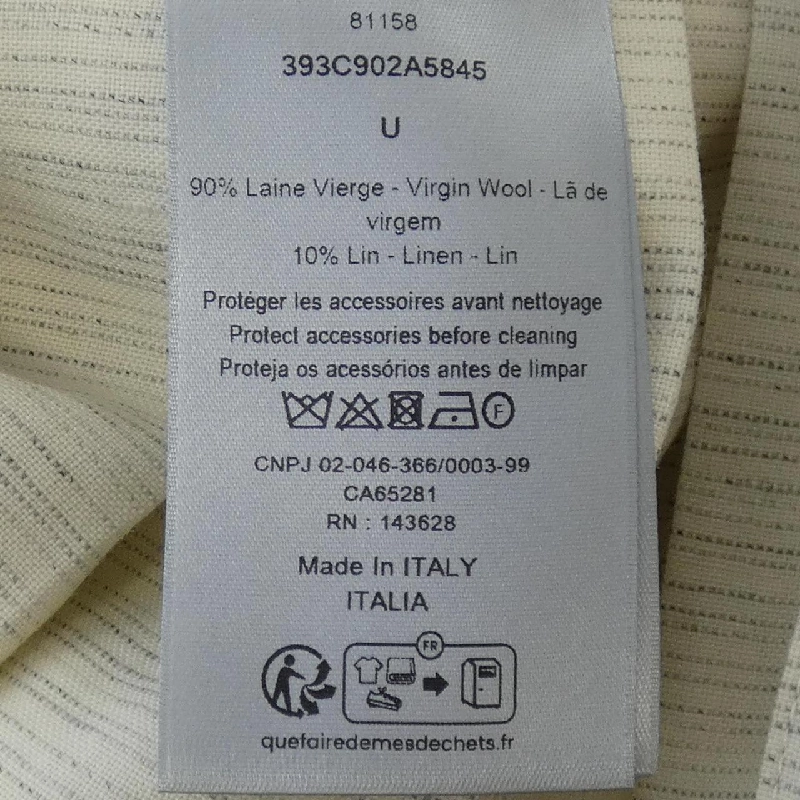 81158
393C902A5845
U
90% Laine Vierge - Virgin Wool - Lã de
virgem
10% Lin - Linen - Lin
Protéger les accessoires avant nettoyage
Protect accessories before cleaning
Proteja os acessórios antes de limpar
F
CNPJ 02-046-366/0003-99
CA65281
RN : 143628
Made In ITALY
ITALIA
FR
quefairedemesdechets.fr